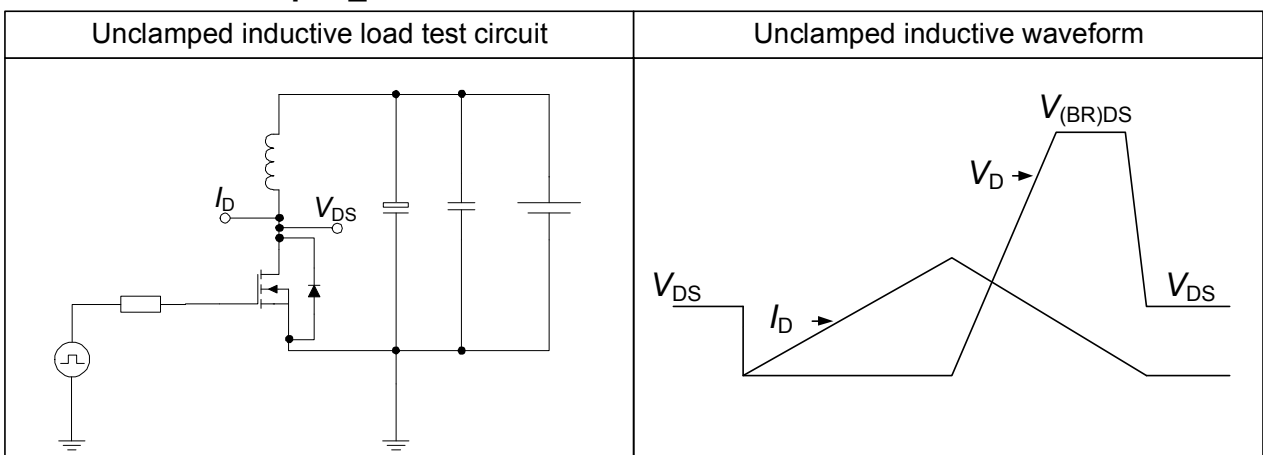 Unclamped inductive load test circuit
Unclamped inductive waveform
V(BR)DS
VD
ID
VDS
VDS
ID
VDS